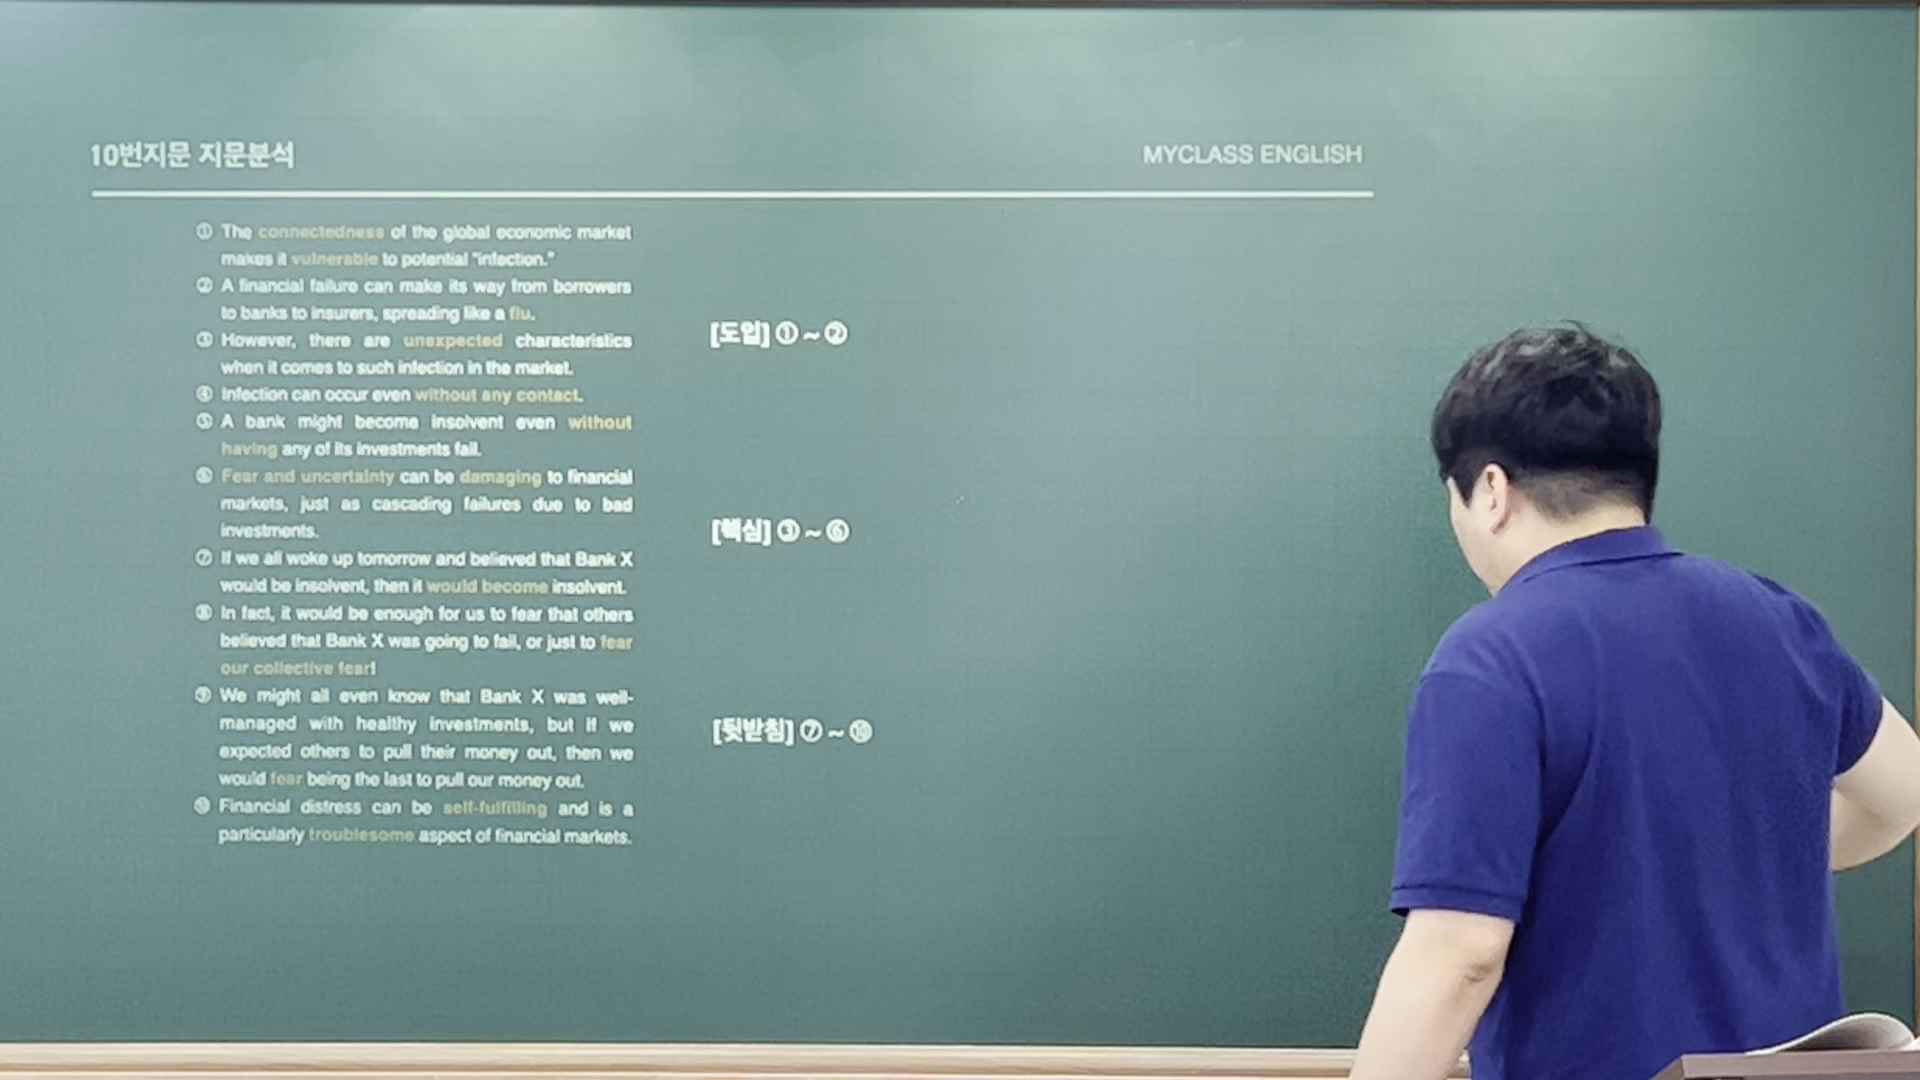 10번지문 지문분석
MYCLASS ENGLISH
① The connectedness of the global economic market
makes it vulnerable to potential "infection."
② A financial failure can make its way from borrowers
to banks to insurers, spreading like a flu.
③ However, there are unexpected characteristics
when it comes to such infection in the market.
④ Infection can occur even without any contact.
⑤ A bank might become insolvent even without
having any of its investments fail.
⑥ Fear and uncertainty can be damaging to financial
markets, just as cascading failures due to bad
investments.
⑦ If we all woke up tomorrow and believed that Bank X
would be insolvent, then it would become insolvent.
⑧ In fact, it would be enough for us to fear that others
believed that Bank X was going to fail, or just to fear
our collective fear!
⑨ We might all even know that Bank X was well-
managed with healthy investments, but if we
expected others to pull their money out, then we
would fear being the last to pull our money out.
⑩ Financial distress can be self-fulfilling and is a
particularly troublesome aspect of financial markets.
[도입] ① ~ ②
[핵심] ③ ~ ⑥
[뒷받침] ⑦ ~ ⑩